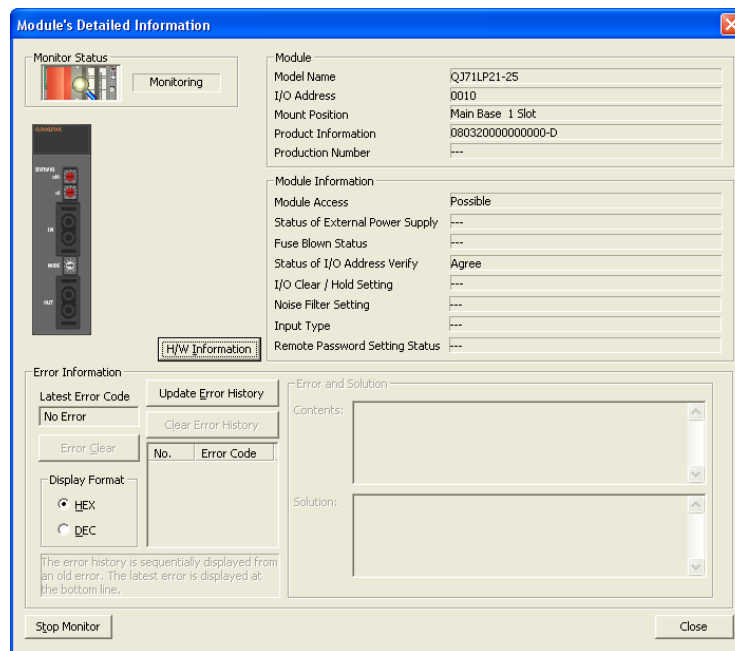 Module's Detailed Information
Monitor Status
Monitoring
Module
Model Name QJ71LP21-25
I/O Address 0010
Mount Position Main Base 1 Slot
Product Information 080320000000000-D
Production Number ---
Module Information
Module Access Possible
Status of External Power Supply ---
Fuse Blown Status ---
Status of I/O Address Verify Agree
I/O Clear / Hold Setting ---
Noise Filter Setting ---
Input Type ---
Remote Password Setting Status ---
IN
MODE
OUT
H/W Information
Error Information
Latest Error Code
No Error
Error Clear
Display Format
HEX
DEC
Update Error History
Clear Error History
No. Error Code
The error history is sequentially displayed from
an old error. The latest error is displayed at
the bottom line.
Error and Solution
Contents:
Solution:
Stop Monitor
Close